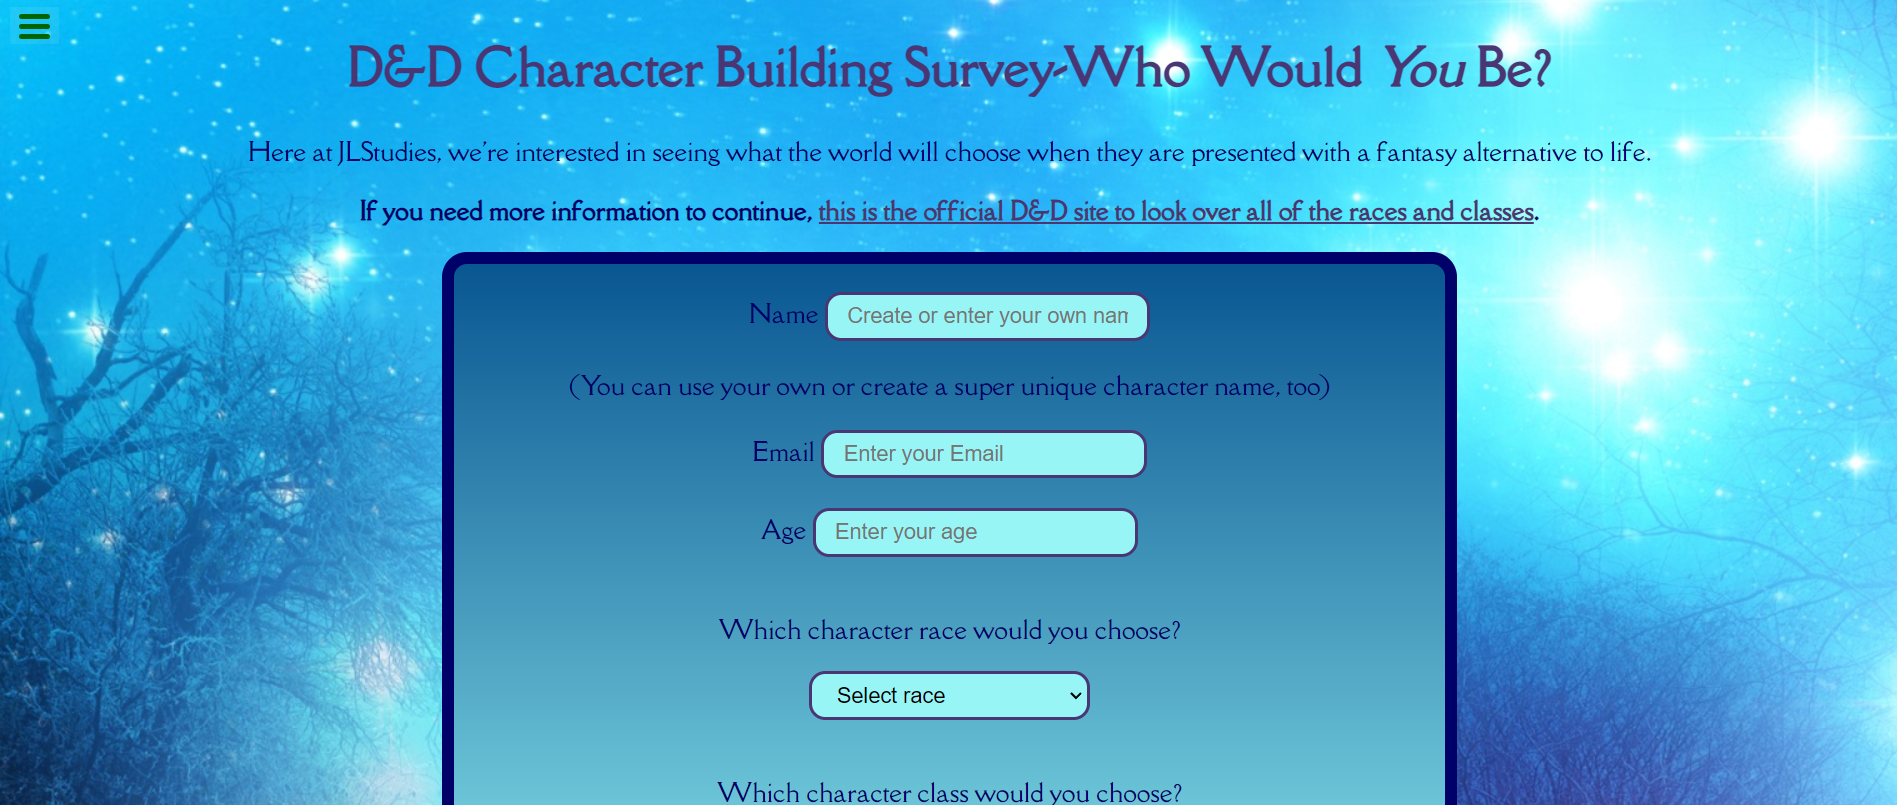 D&D Character Building Survey-Who Would You Be?
Here at JLStudies, we're interested in seeing what the world will choose when they are presented with a fantasy alternative to life.
If you need more information to continue, this is the official D&D site to look over all of the races and classes.
Name Create or enter your own nam
(You can use your own or create a super unique character name, too)
Email Enter your Email
Age Enter your age
Which character race would you choose?
Select race
Which character class would you choose?